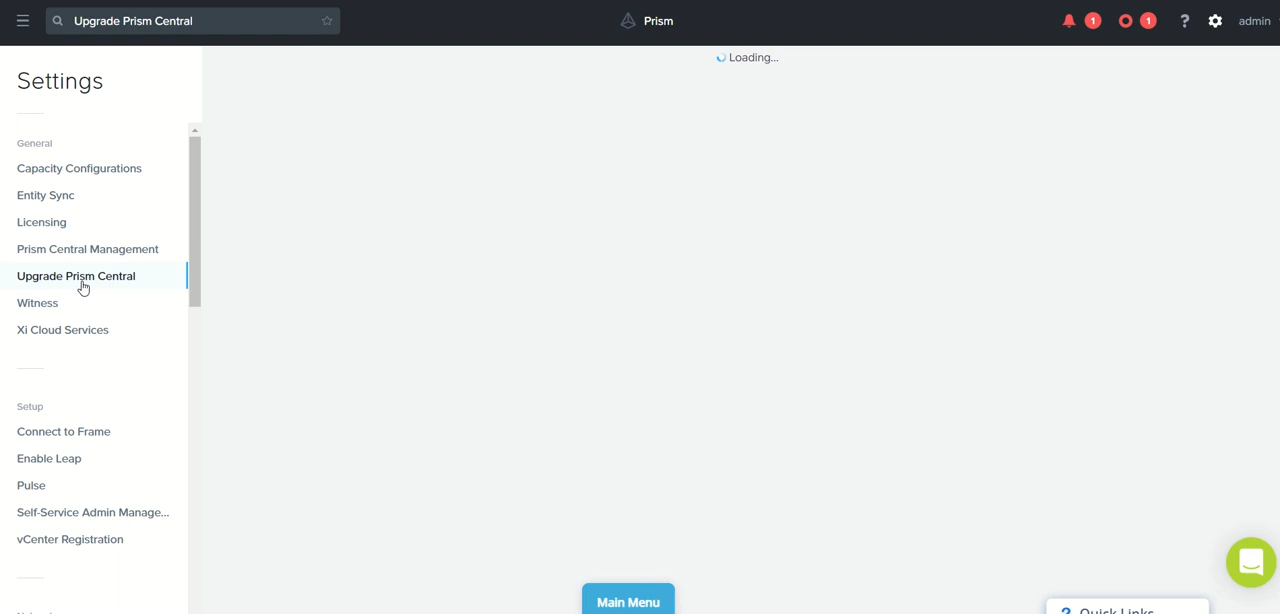 Upgrade Prism Central
Prism
1
1
?
admin
Settings
Loading...
General
Capacity Configurations
Entity Sync
Licensing
Prism Central Management
Upgrade Prism Central
Witness
Xi Cloud Services
Setup
Connect to Frame
Enable Leap
Pulse
Self-Service Admin Manage...
vCenter Registration
Main Menu
? Quick Links